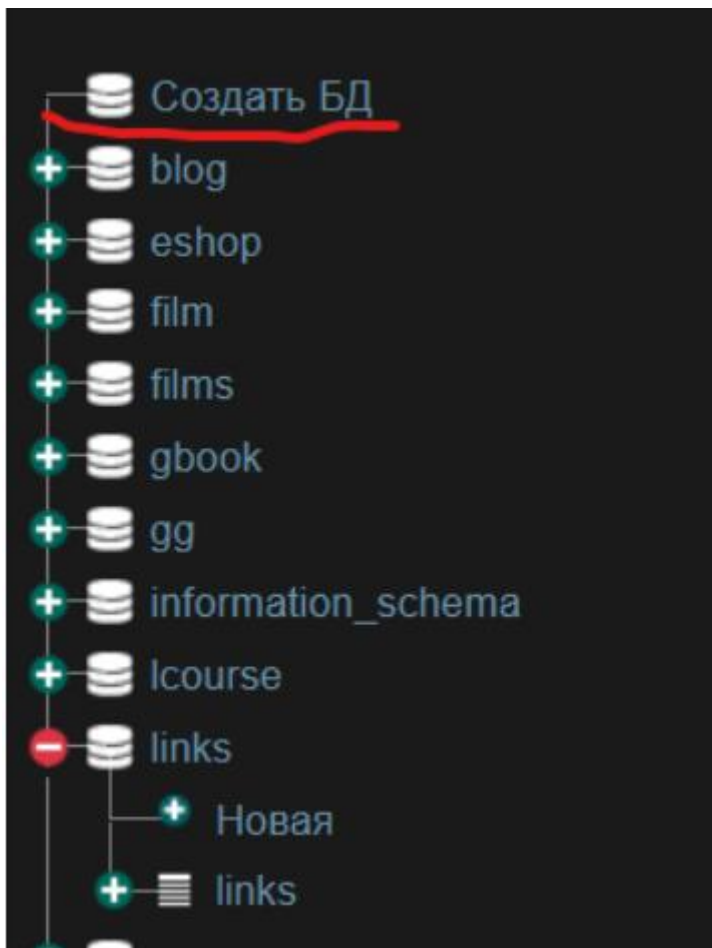 Создать БД
blog
eshop
film
films
gbook
gg
information_schema
lcourse
links
Новая
links